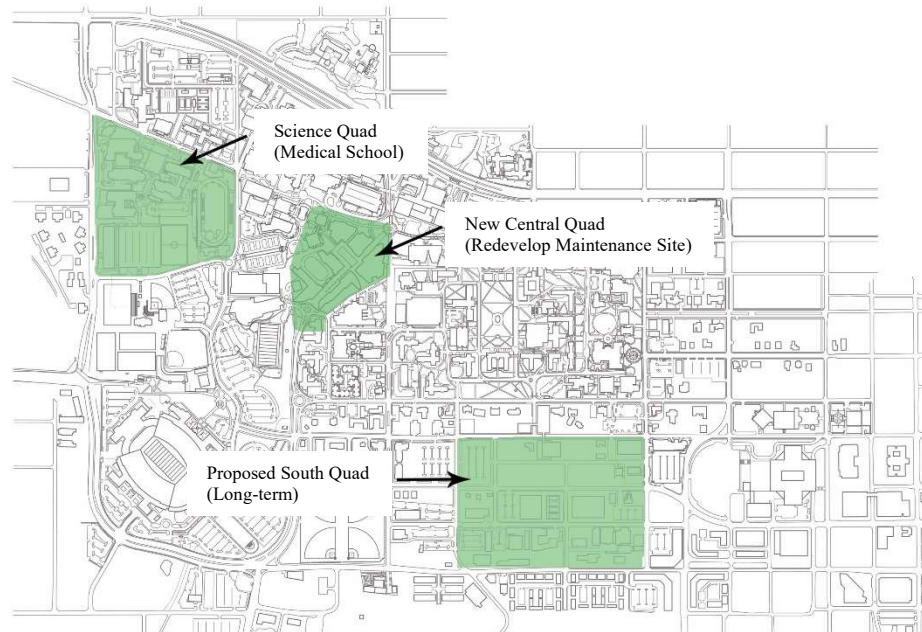 Science Quad
(Medical School)
New Central Quad
(Redevelop Maintenance Site)
Proposed South Quad
(Long-term)